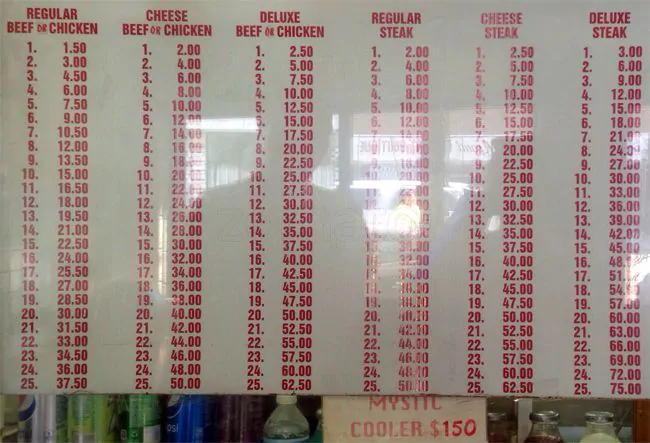 REGULAR CHEESE DELUXE REGULAR CHEESE DELUXE
BEEF OR CHICKEN BEEF OR CHICKEN BEEF OR CHICKEN STEAK STEAK STEAK
1. 1.50 1. 2.00 1. 2.50 1. 2.00 1. 2.50 1. 3.00
2. 3.00 2. 4.00 2. 5.00 2. 4.00 2. 5.00 2. 6.00
3. 4.50 3. 6.00 3. 7.50 3. 6.00 3. 7.50 3. 9.00
4. 6.00 4. 8.00 4. 10.00 4. 8.00 4. 10.00 4. 12.00
5. 7.50 5. 10.00 5. 12.50 5. 10.00 5. 12.50 5. 15.00
6. 9.00 6. 12.00 6. 15.00 6. 12.00 6. 15.00 6. 18.00
7. 10.50 7. 14.00 7. 17.50 7. 14.00 7. 17.50 7. 21.00
8. 12.00 8. 16.00 8. 20.00 8. 8. 20.00 8.
9. 13.50 9. 9. 22.50 9. 9. 22.50 9. 27.00
10. 15.00 10. 20.00 10. 25.00 10. 25.00 10. 30.00
11. 16.50 11. 11. 27.50 11. 27.50 11. 33.00
12. 18.00 12. 24.00 12. 30.00 12. 30.00 12. 36.00
13. 19.50 13. 26.00 13. 32.50 13. 32.50 13. 39.00
14. 21.00 14. 28.00 14. 35.00 14. 35.00 14. 42.00
15. 22.50 15. 30.00 15. 37.50 15. 37.50 15. 45.00
16. 24.00 16. 32.00 16. 40.00 16. 40.00 16.
17. 25.50 17. 34.00 17. 42.50 17. 34.00 17. 42.50 17.
18. 27.00 18. 36.00 18. 45.00 18. 36.00 18. 45.00 18.
19. 28.50 19. 38.00 19. 47.50 19. 19. 47.50 19.
20. 30.00 20. 40.00 20. 50.00 20. 40.00 20. 50.00 20. 60.00
21. 31.50 21. 42.00 21. 52.50 21. 42.00 21. 52.50 21. 63.00
22. 33.00 22. 44.00 22. 55.00 22. 44.00 22. 55.00 22. 66.00
23. 34.50 23. 46.00 23. 57.50 23. 46.00 23. 57.50 23. 69.00
24. 36.00 24. 48.00 24. 60.00 24. 48.00 24. 60.00 24. 72.00
25. 37.50 25. 50.00 25. 62.50 25. 50.00 25. 62.50 25. 75.00
MYSTIC
COOLER $150